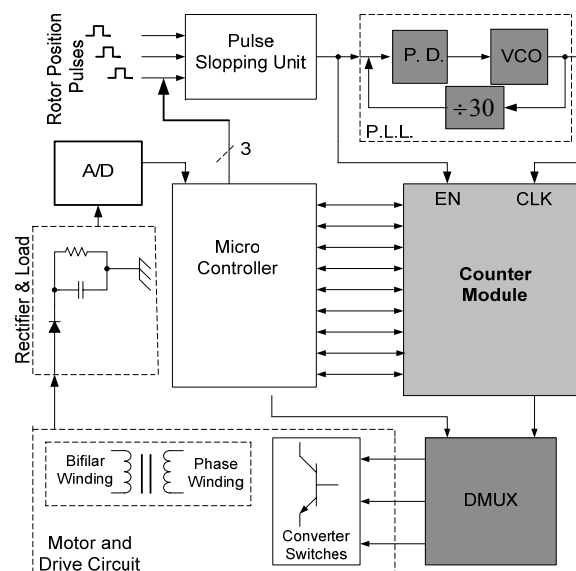 Rotor Position
Pulses
Pulse
Slopping Unit
P. D.
VCO
÷30
P.L.L.
3
A/D
EN
CLK
Micro
Controller
Counter
Module
Rectifier & Load
Bifilar
Winding
Phase
Winding
Converter
Switches
DMUX
Motor and
Drive Circuit